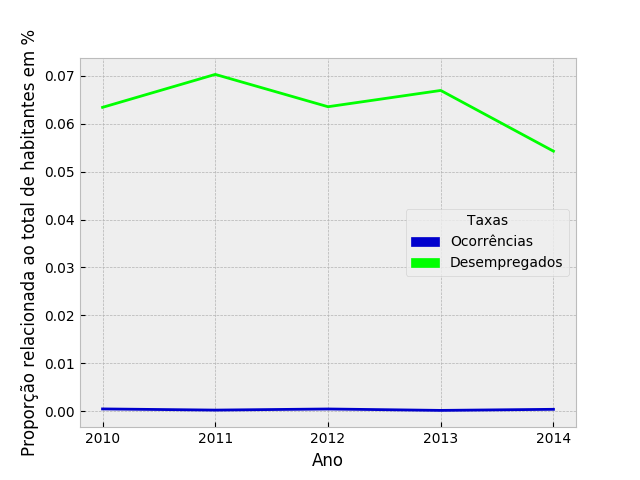 Proporção relacionada ao total de habitantes em %
0.07
0.06
0.05
0.04
0.03
0.02
0.01
0.00
Taxas
Ocorrências
Desempregados
2010 2011 2012 2013 2014
Ano